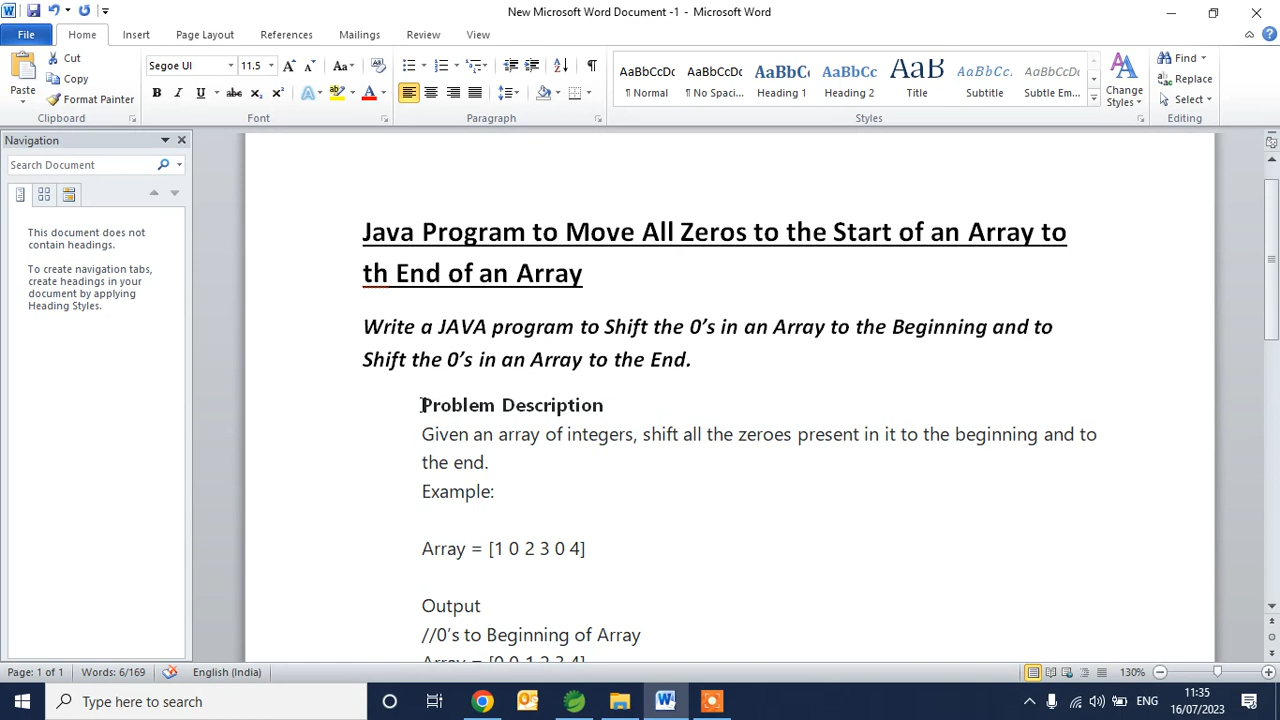 New Microsoft Word Document -1 - Microsoft Word
File Home Insert Page Layout References Mailings Review View
Paste
Cut
Copy
Format Painter
Clipboard
Segoe UI 11.5
Font
Paragraph
AaBbCcDc AaBbCcDc AaBbCc AaBbCc AaB AaBbCcDc AaBbCcDc
¶ Normal ¶ No Spaci... Heading 1 Heading 2 Title Subtitle Subtle Em...
Styles
Change
Styles
Find
Replace
Select
Editing
Navigation
Search Document
This document does not
contain headings.
To create navigation tabs,
create headings in your
document by applying
Heading Styles.
Java Program to Move All Zeros to the Start of an Array to
th End of an Array
Write a JAVA program to Shift the 0’s in an Array to the Beginning and to
Shift the 0’s in an Array to the End.
Problem Description
Given an array of integers, shift all the zeroes present in it to the beginning and to
the end.
Example:
Array = [1 0 2 3 0 4]
Output
//0’s to Beginning of Array
Array = [0 0 1 2 3 4]
Page: 1 of 1 Words: 6/169 English (India) 130%
Type here to search
ENG
11:35
16/07/2023